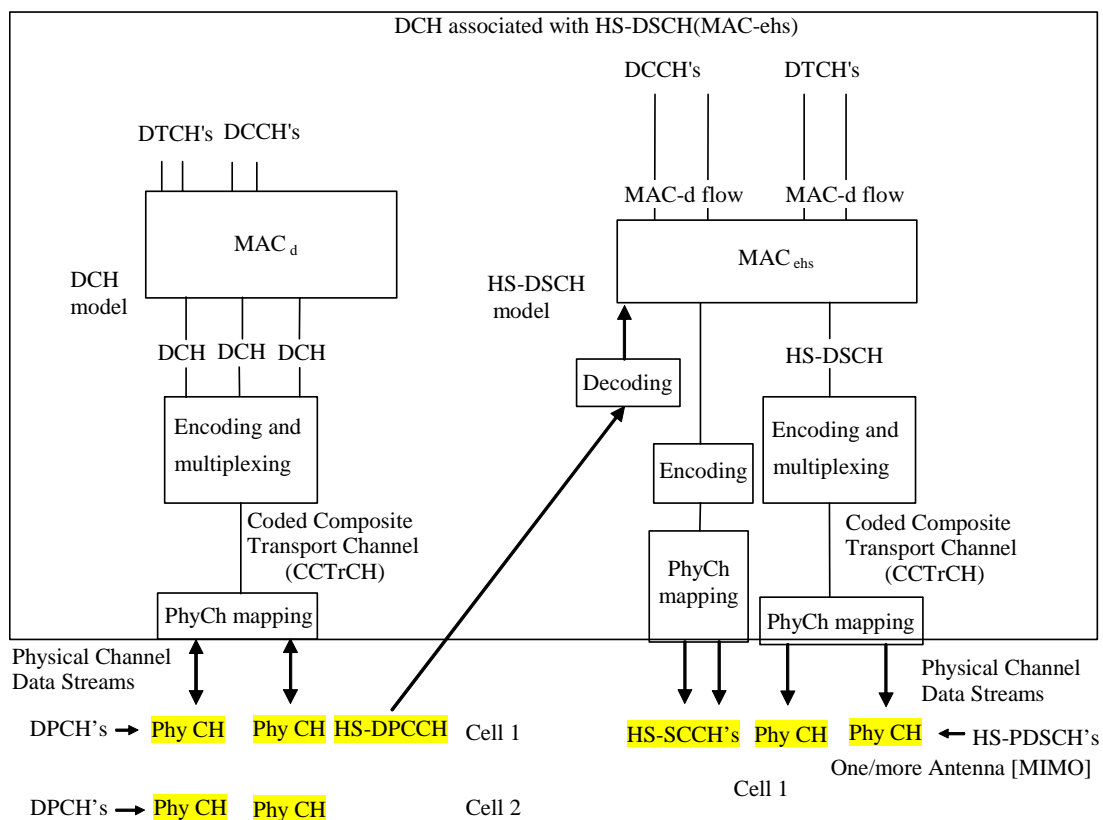 DCH associated with HS-DSCH(MAC-ehs)
DCCH's DTCH's
DTCH's DCCH's
MAC-d flow MAC-d flow
MAC d
MAC ehs
DCH
model
HS-DSCH
model
DCH DCH DCH
HS-DSCH
Decoding
Encoding and
multiplexing
Encoding and
multiplexing
Encoding
Coded Composite
Transport Channel
(CCTrCH)
Coded Composite
Transport Channel
(CCTrCH)
PhyCh
mapping
PhyCh mapping
PhyCh mapping
Physical Channel
Data Streams
Physical Channel
Data Streams
DPCH’s Phy CH Phy CH HS-DPCCH Cell 1
HS-SCCH’s Phy CH Phy CH HS-PDSCH’s
One/more Antenna [MIMO]
Cell 1
DPCH’s Phy CH Phy CH Cell 2